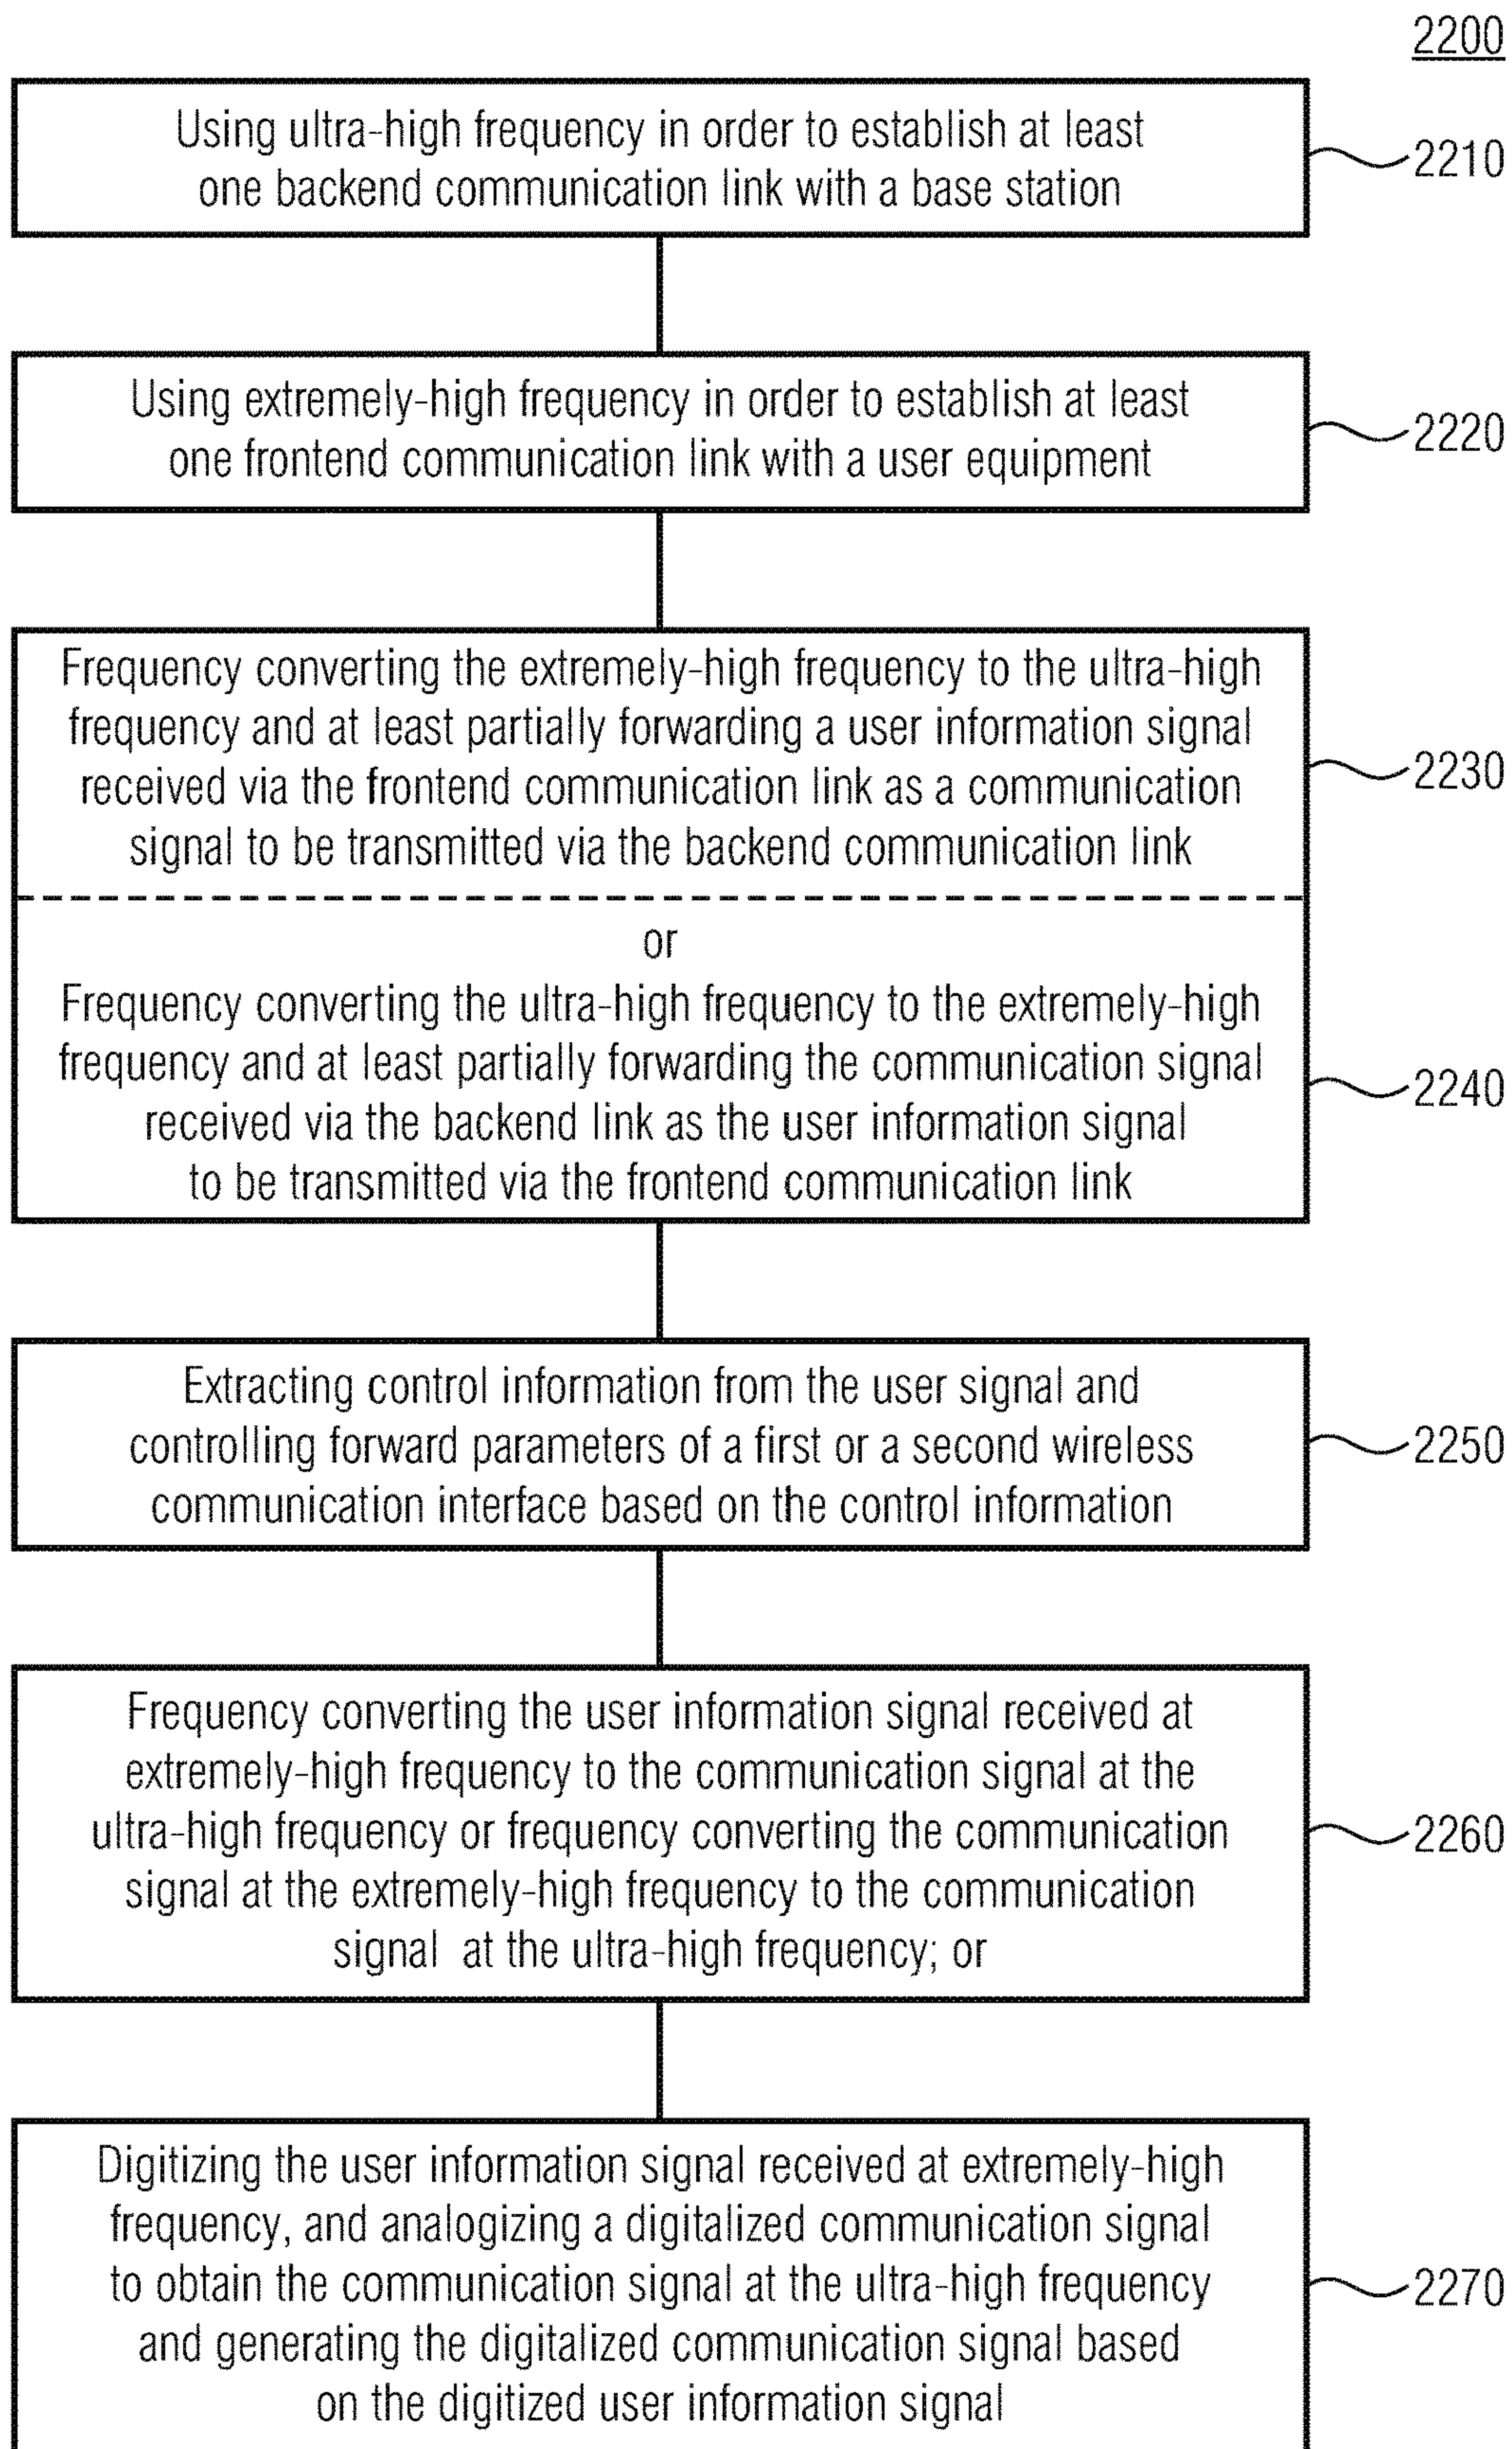 2200
Using ultra-high frequency in order to establish at least
one backend communication link with a base station
2210
Using extremely-high frequency in order to establish at least
one frontend communication link with a user equipment
2220
Frequency converting the extremely-high frequency to the ultra-high
frequency and at least partially forwarding a user information signal
received via the frontend communication link as a communication
signal to be transmitted via the backend communication link
2230
or
Frequency converting the ultra-high frequency to the extremely-high
frequency and at least partially forwarding the communication signal
received via the backend link as the user information signal
to be transmitted via the frontend communication link
2240
Extracting control information from the user signal and
controlling forward parameters of a first or a second wireless
communication interface based on the control information
2250
Frequency converting the user information signal received at
extremely-high frequency to the communication signal at the
ultra-high frequency or frequency converting the communication
signal at the extremely-high frequency to the communication
signal at the ultra-high frequency; or
2260
Digitizing the user information signal received at extremely-high
frequency, and analogizing a digitalized communication signal
to obtain the communication signal at the ultra-high frequency
and generating the digitalized communication signal based
on the digitized user information signal
2270